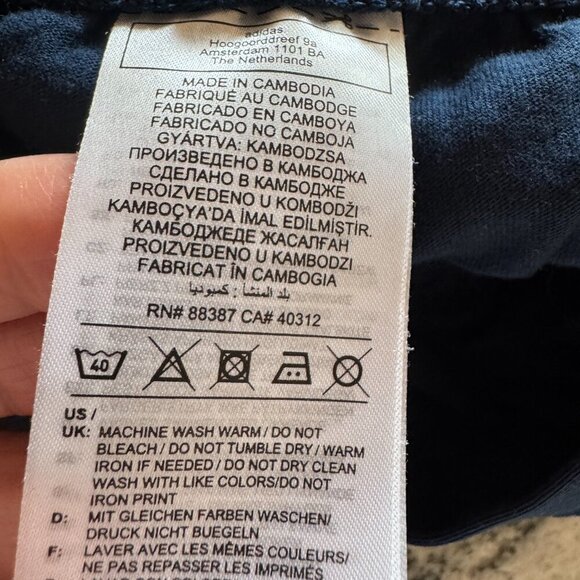 adidas
Hoogoorddreef 9a
Amsterdam 1101 BA
The Netherlands
MADE IN CAMBODIA
FABRIQUÉ AU CAMBODGE
FABRICADO EN CAMBOYA
FABRICADO NO CAMBOJA
GYÁRTVA: KAMBODZSA
ПРОИЗВЕДЕНО В КАМБОДЖА
СДЕЛАНО В КАМБОДЖЕ
PROIZVEDENO U KOMBODŽI
KAMBOÇYA'DA İMAL EDİLMİŞTİR.
КАМБОДЖЕДЕ ЖАСАЛҒАН
PROIZVEDENO U KOMBODZI
FABRICAT ÎN CAMBOGIA
بلد المنشأ : كمبوديا
RN# 88387 CA# 40312
40
US /
UK: MACHINE WASH WARM / DO NOT
BLEACH / DO NOT TUMBLE DRY / WARM
IRON IF NEEDED / DO NOT DRY CLEAN
WASH WITH LIKE COLORS/DO NOT
IRON PRINT
D: MIT GLEICHEN FARBEN WASCHEN/
DRUCK NICHT BUEGELN
F: LAVER AVEC LES MÊMES COULEURS/
NE PAS REPASSER LES IMPRIMES